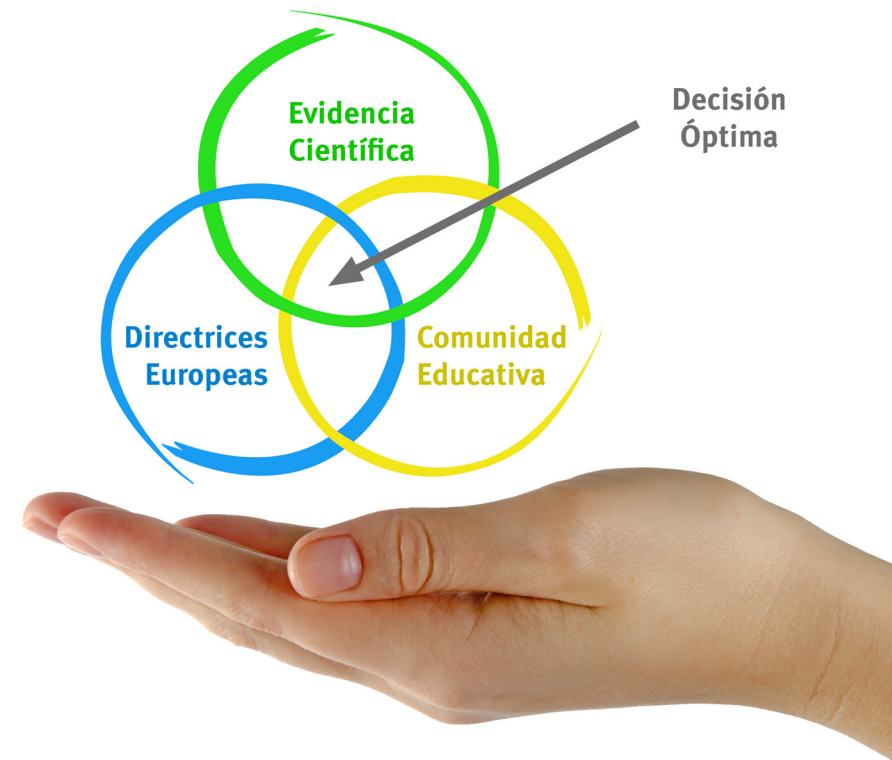 Evidencia
Científica
Decisión
Óptima
Directrices
Europeas
Comunidad
Educativa